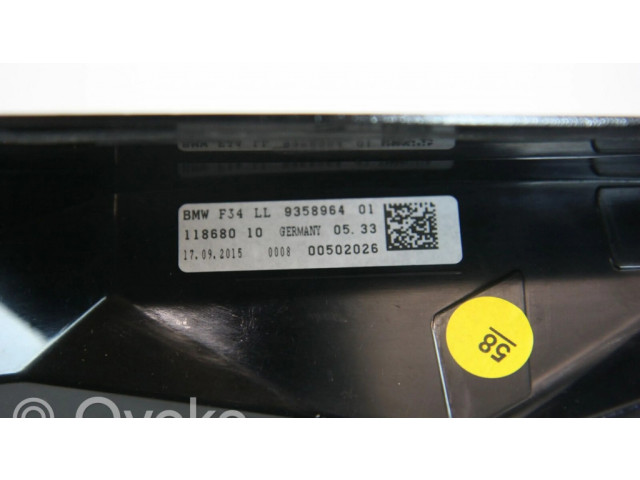 BMW F34 LL 9358964 01
118680 10 GERMANY 05.33
17.09.2015 0008 00502026
58
© Ovoko